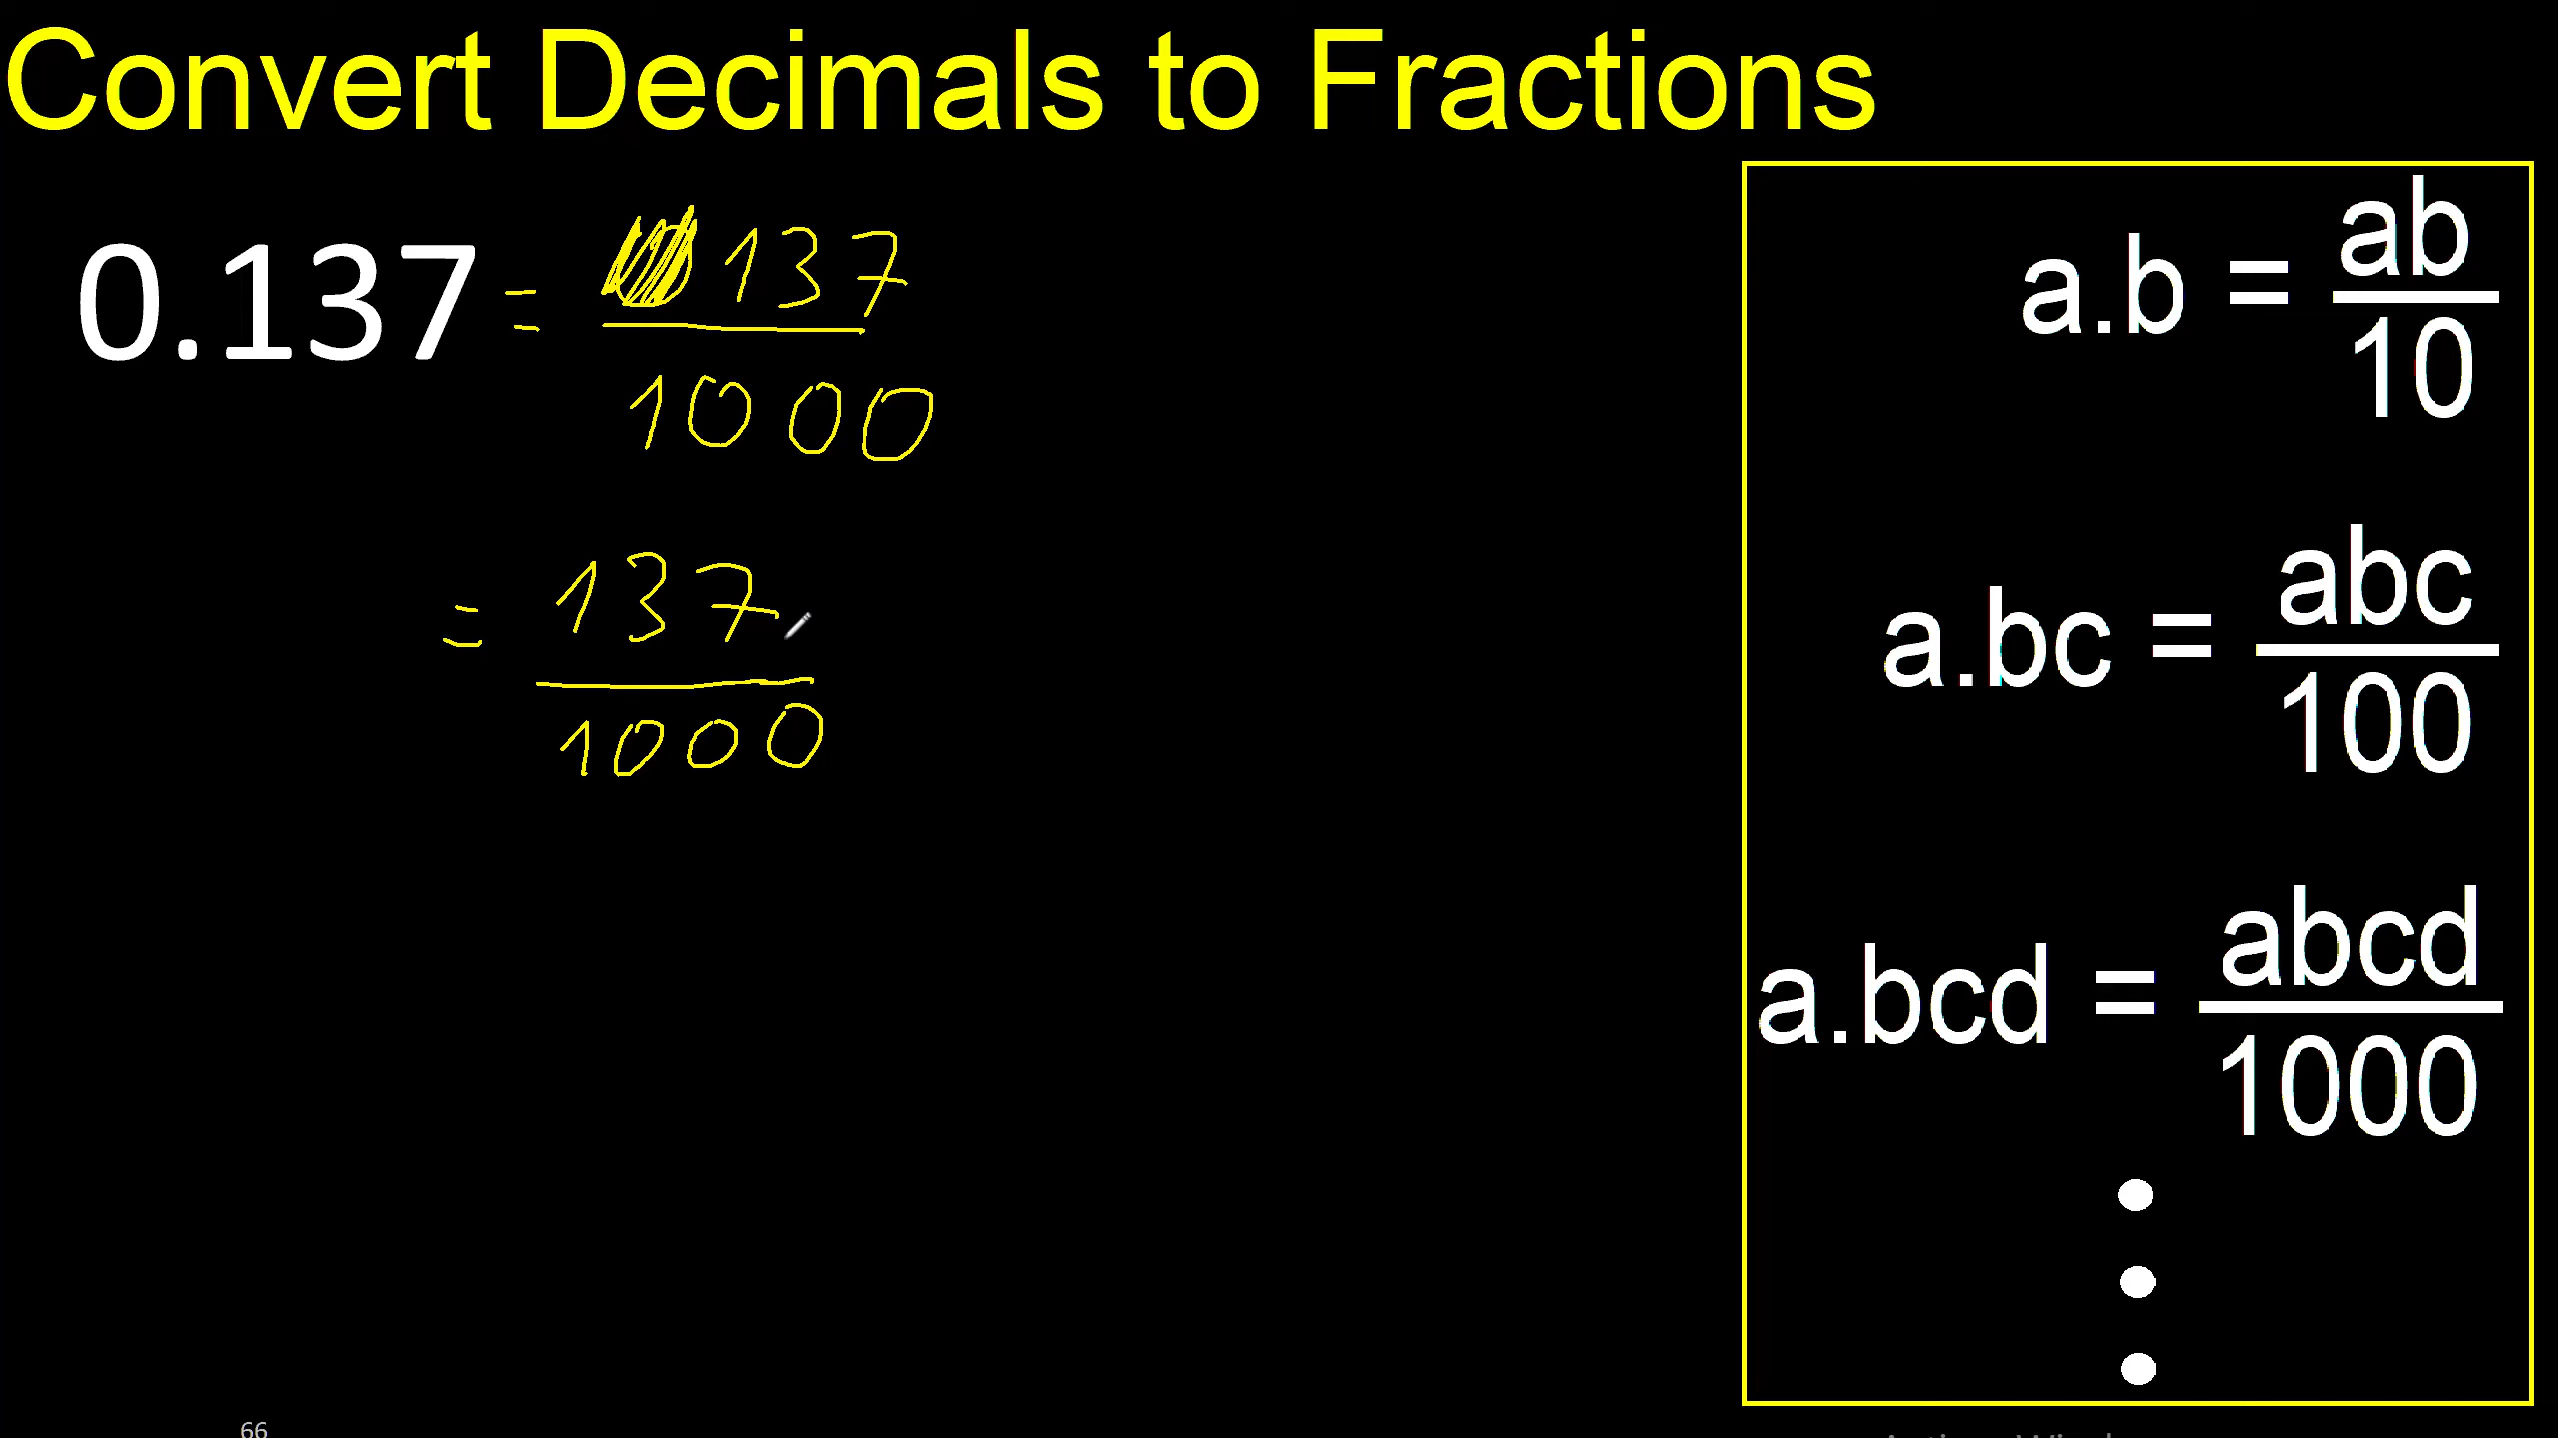 Convert Decimals to Fractions
0.137 = 137
1000
= 137
1000
a.b = ab
10
a.bc = abc
100
a.bcd = abcd
1000
66